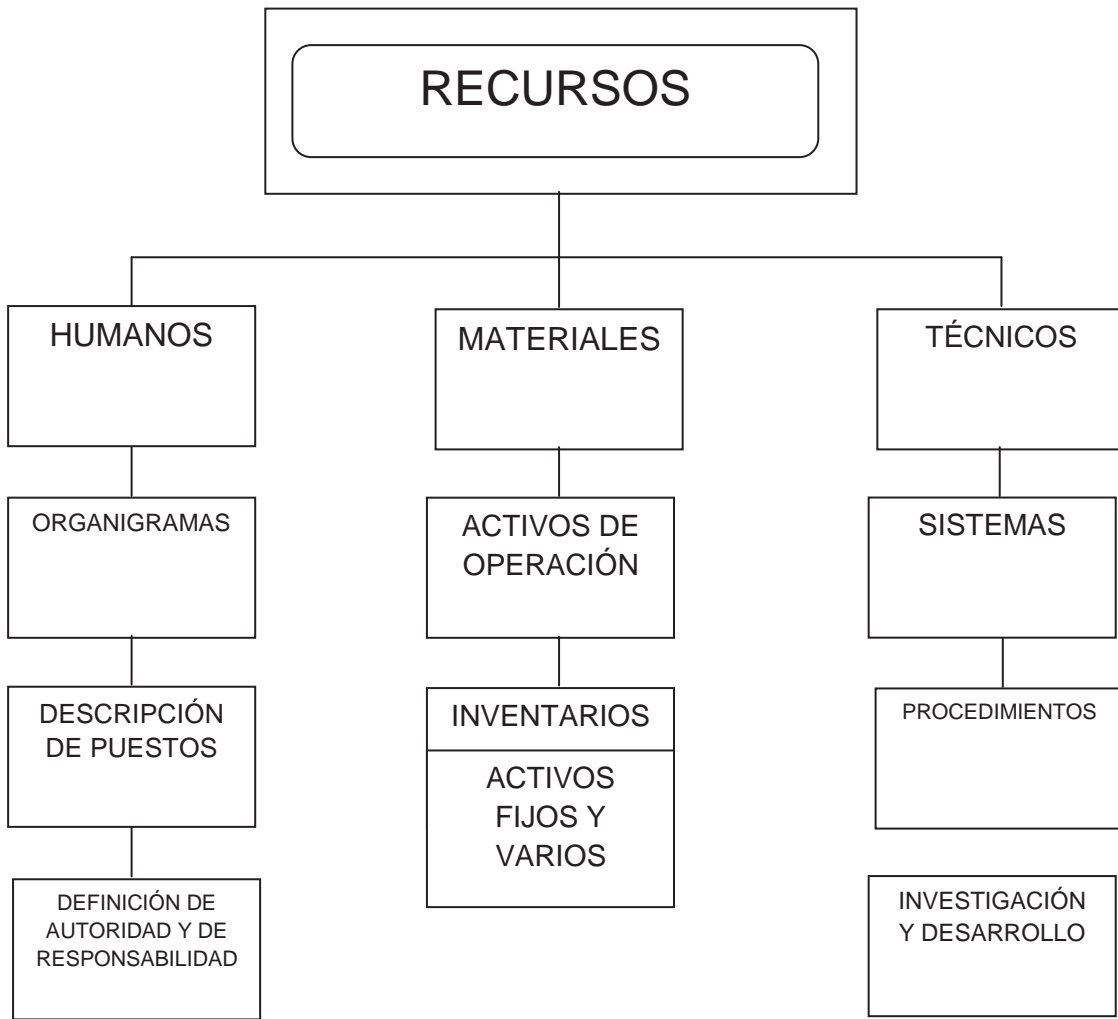 RECURSOS
HUMANOS
MATERIALES
TÉCNICOS
ORGANIGRAMAS
ACTIVOS DE
OPERACIÓN
SISTEMAS
DESCRIPCIÓN
DE PUESTOS
INVENTARIOS
ACTIVOS
FIJOS Y
VARIOS
PROCEDIMIENTOS
DEFINICIÓN DE
AUTORIDAD Y DE
RESPONSABILIDAD
INVESTIGACIÓN
Y DESARROLLO